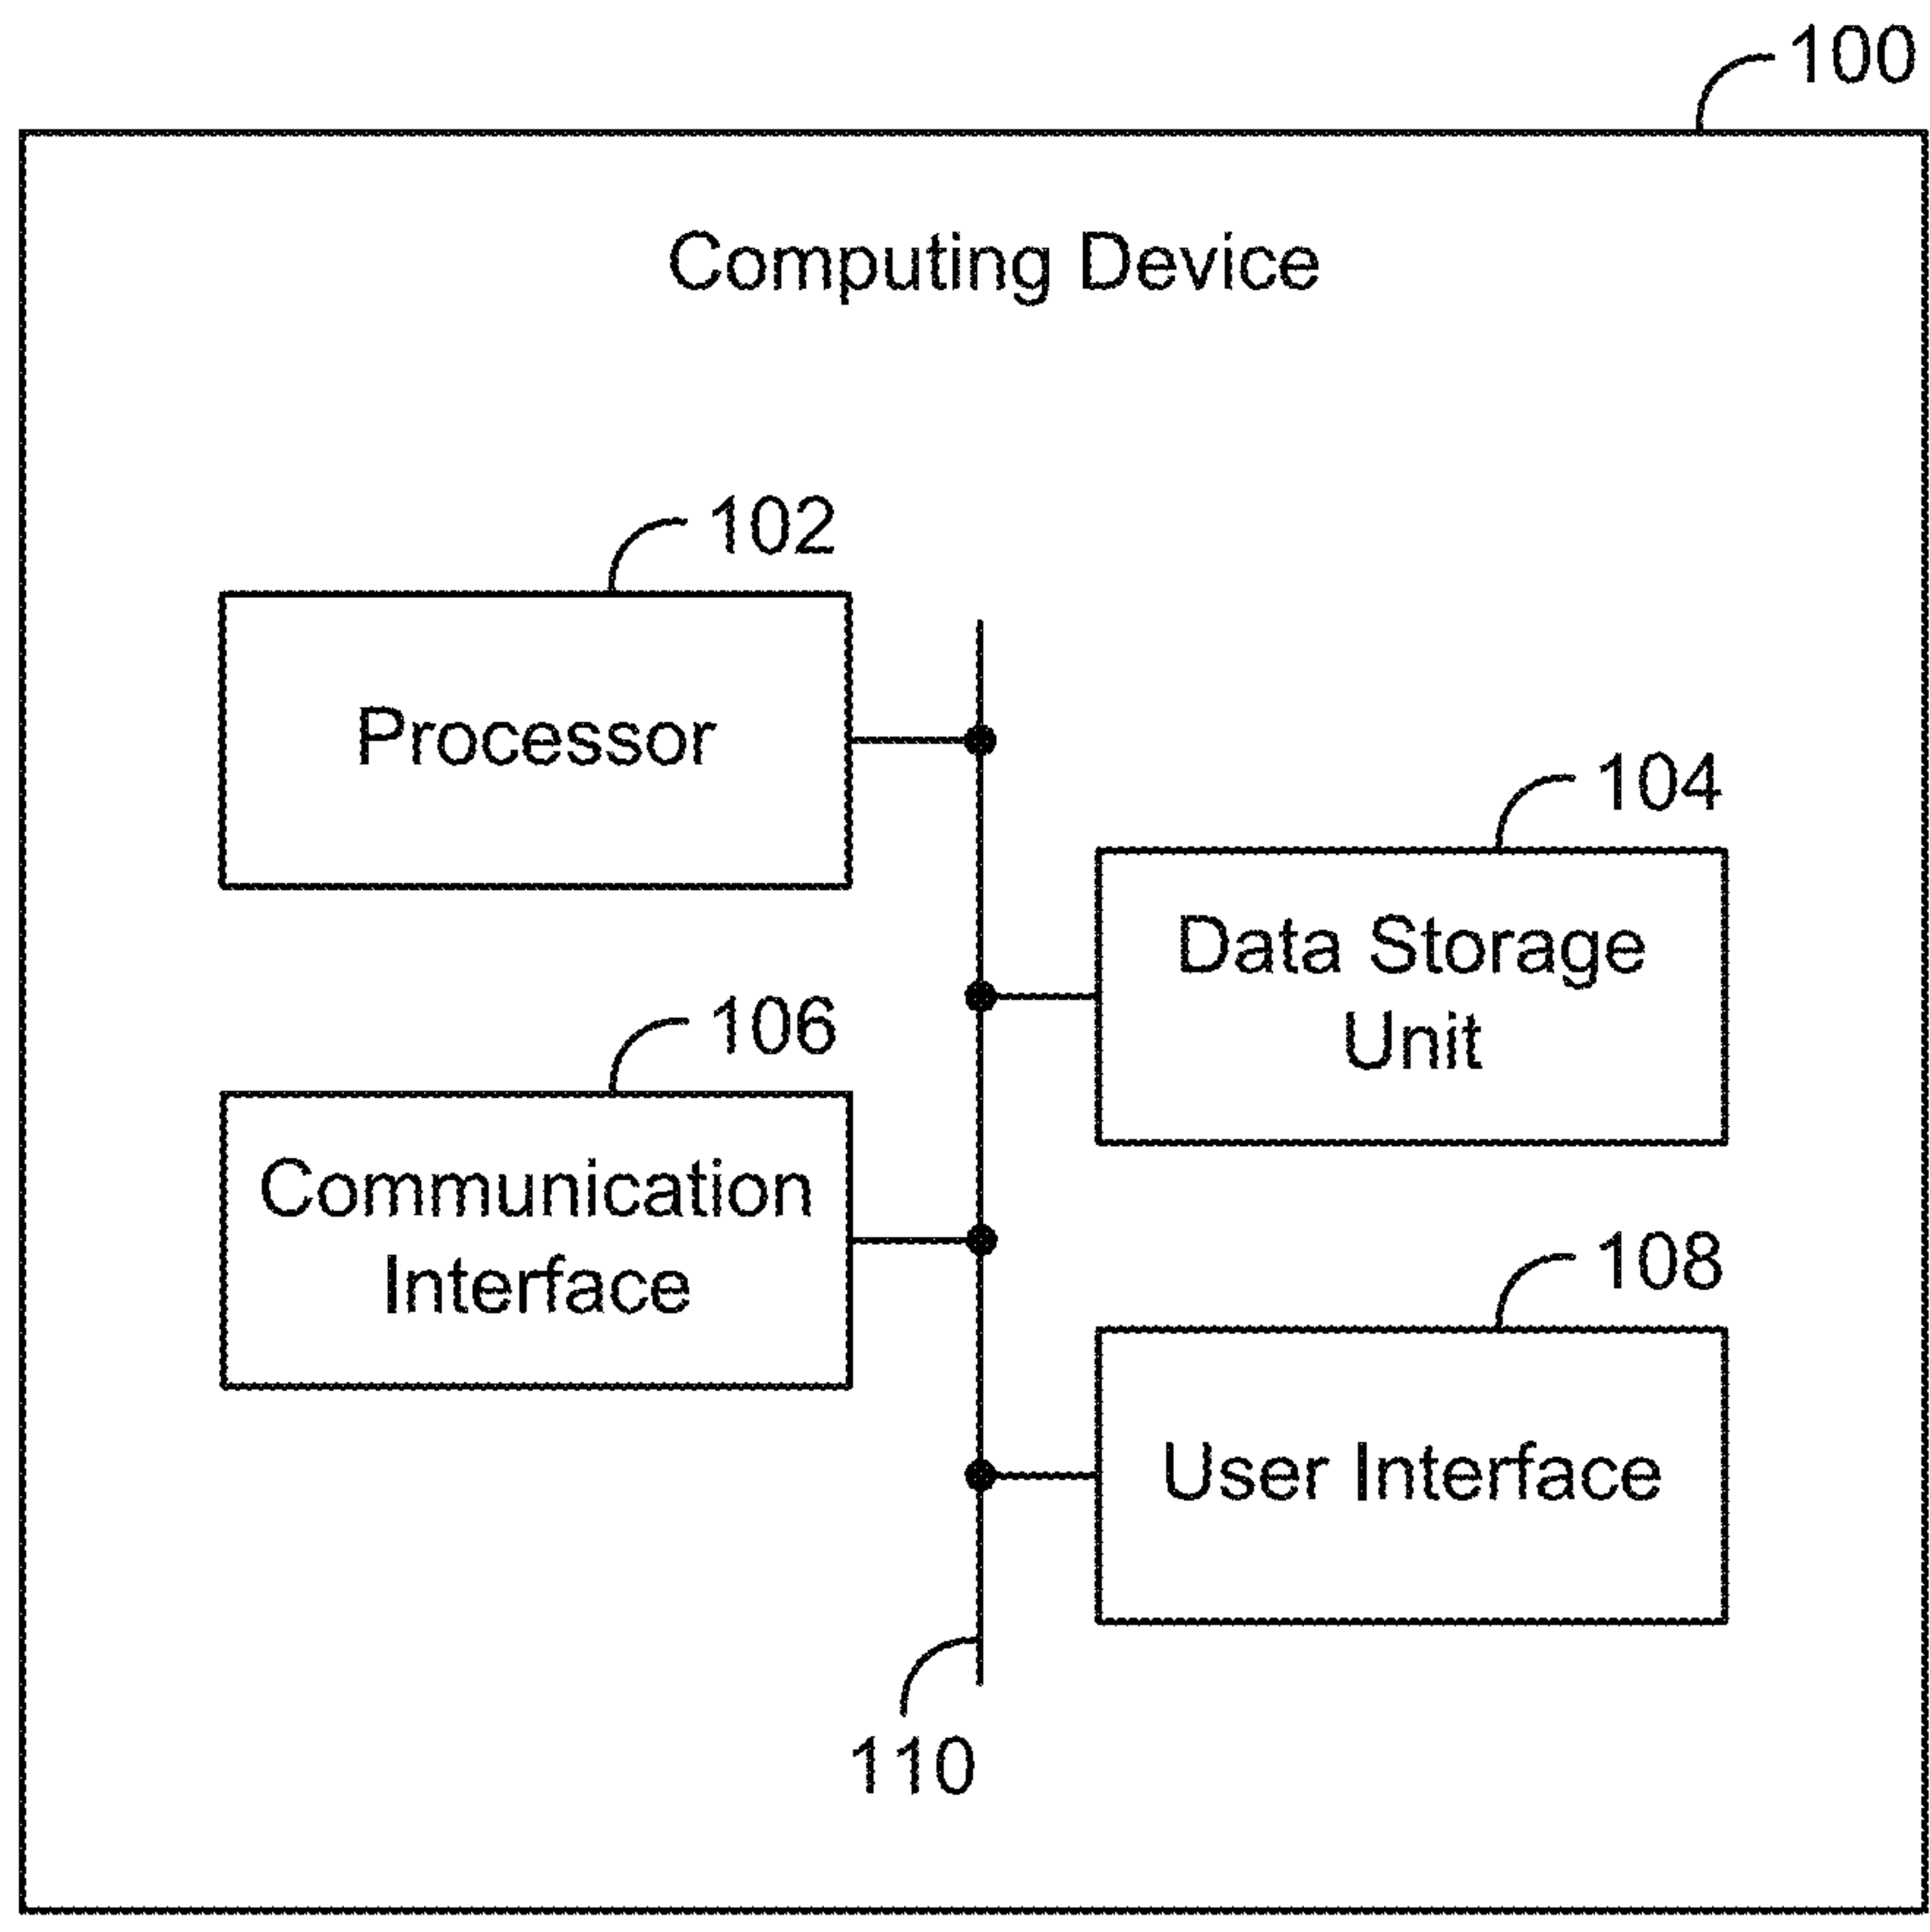 100
Computing Device
102
Processor
104
Data Storage
Unit
106
Communication
Interface
108
User Interface
110